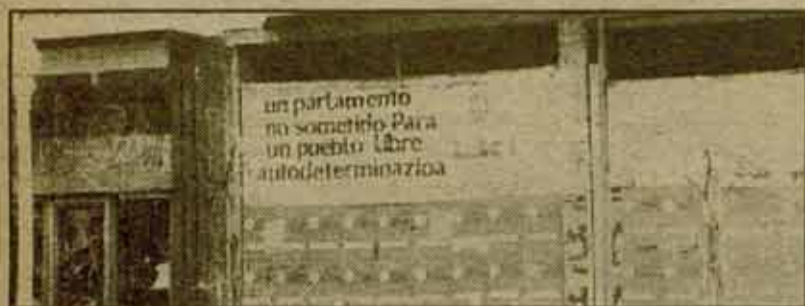 un parlamento
no sometido Para
un pueblo Libre
autodeterminazioa